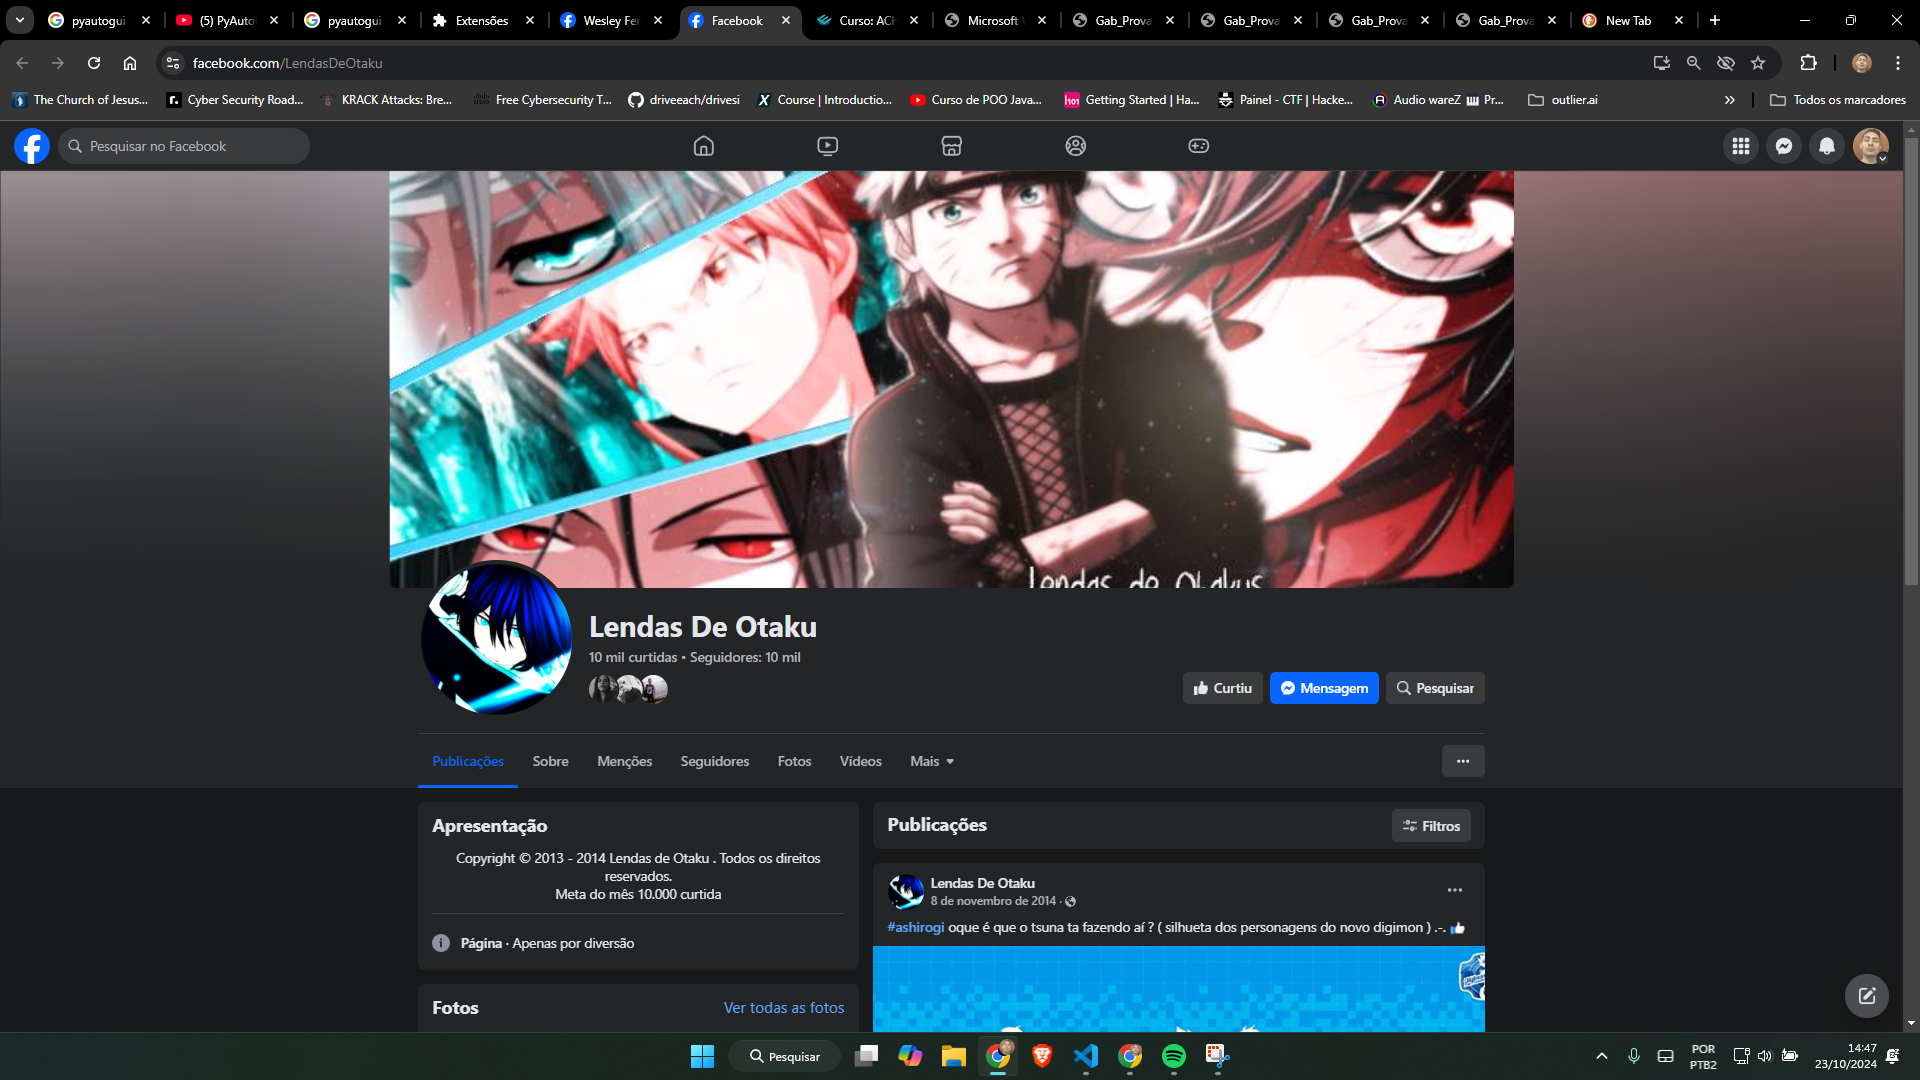 pyautogui
(5) PyAuto
pyautogui
Extensões
Wesley Fer
Facebook
Curso: ACH
Microsoft
Gab_Prova
Gab_Prova
Gab_Prova
Gab_Prova
New Tab
facebook.com/LendasDeOtaku
The Church of Jesus...
Cyber Security Road...
KRACK Attacks: Bre...
Free Cybersecurity T...
driveeach/drivesi
Course | Introductio...
Curso de POO Java...
Getting Started | Ha...
Painel - CTF | Hacke...
Audio wareZ Pr...
outlier.ai
Todos os marcadores
Pesquisar no Facebook
Lendas de Otakus
Lendas De Otaku
10 mil curtidas • Seguidores: 10 mil
Curtiu
Mensagem
Pesquisar
Publicações
Sobre
Menções
Seguidores
Fotos
Vídeos
Mais
Apresentação
Copyright © 2013 - 2014 Lendas de Otaku . Todos os direitos
reservados.
Meta do mês 10.000 curtida
Página · Apenas por diversão
Fotos
Ver todas as fotos
Publicações
Filtros
Lendas De Otaku
8 de novembro de 2014 ·
#ashirogi oque é que o tsuna ta fazendo aí ? ( silhueta dos personagens do novo digimon ) .-.
Pesquisar
POR
PTB2
14:47
23/10/2024